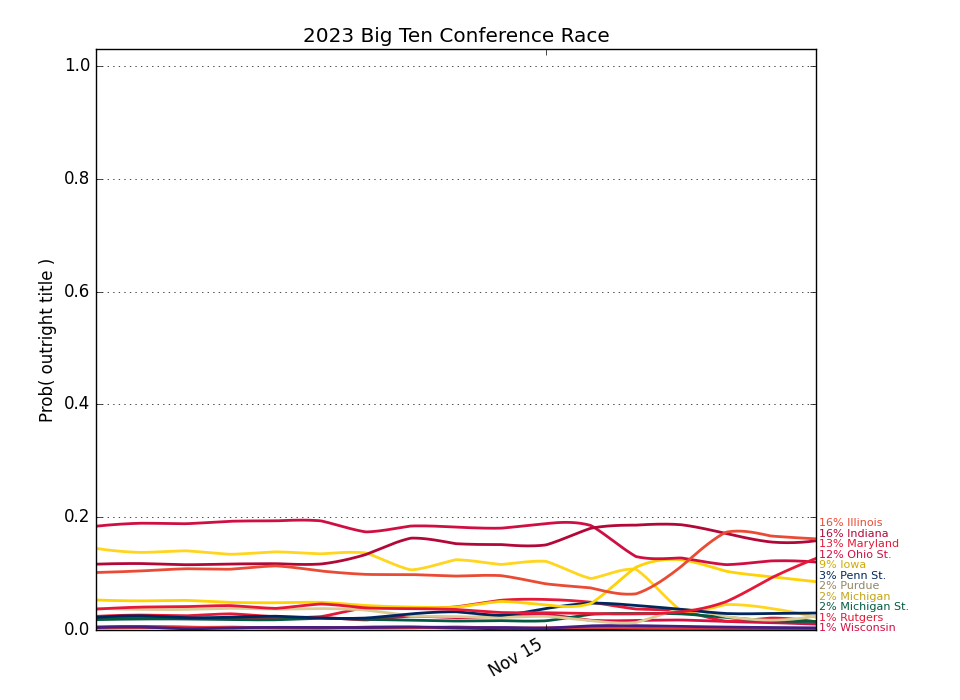 2023 Big Ten Conference Race
1.0
0.8
0.6
0.4
0.2
0.0
Prob( outright title )
Nov 15
16% Illinois
16% Indiana
13% Maryland
12% Ohio St.
9% Iowa
3% Penn St.
2% Purdue
2% Michigan
2% Michigan St.
1% Rutgers
1% Wisconsin